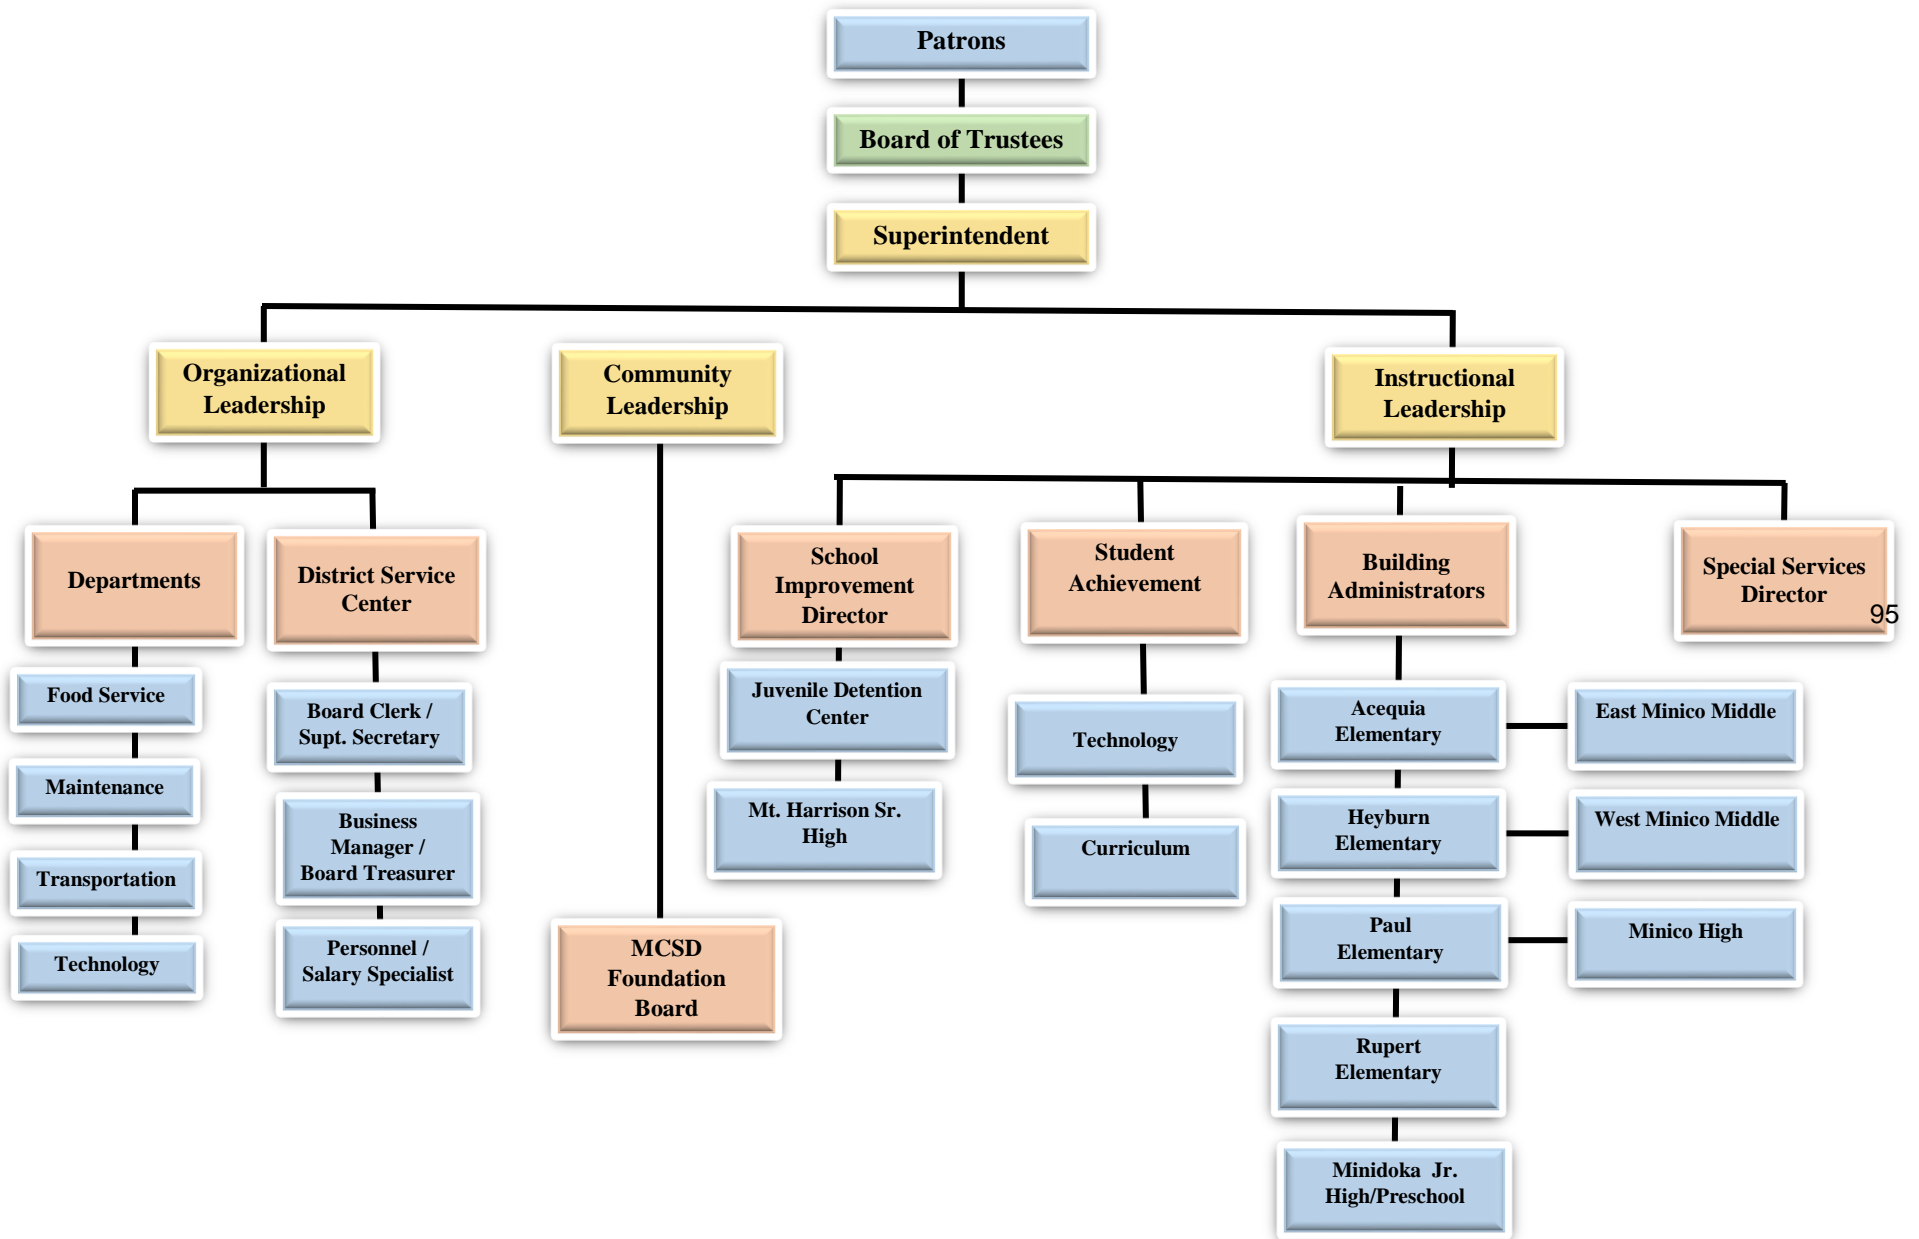 Patrons
Board of Trustees
Superintendent
Organizational
Leadership
Community
Leadership
Instructional
Leadership
Departments
District Service
Center
School
Improvement
Director
Student
Achievement
Building
Administrators
Special Services
Director
95
Food Service
Maintenance
Transportation
Technology
Board Clerk /
Supt. Secretary
Business
Manager /
Board Treasurer
Personnel /
Salary Specialist
MCSD
Foundation
Board
Juvenile Detention
Center
Mt. Harrison Sr.
High
Technology
Curriculum
Acequia
Elementary
Heyburn
Elementary
Paul
Elementary
Rupert
Elementary
Minidoka  Jr.
High/Preschool
East Minico Middle
West Minico Middle
Minico High